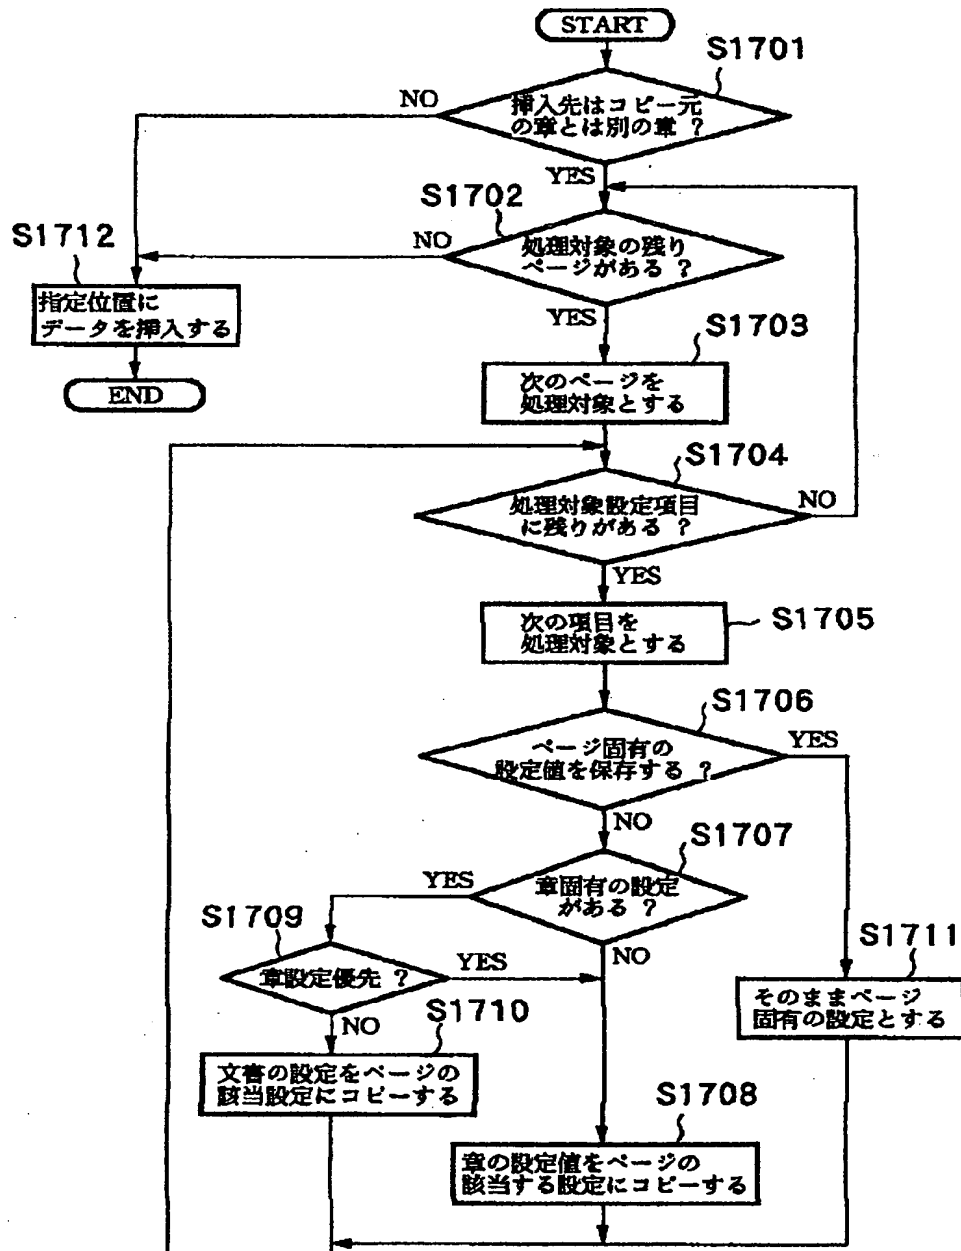 START
S1701
挿入先はコピー元
の章とは別の章 ?
NO
YES
S1702
処理対象の残り
ページがある ?
NO
YES
S1712
指定位置に
データを挿入する
END
S1703
次のページを
処理対象とする
S1704
処理対象設定項目
に残りがある ?
NO
YES
S1705
次の項目を
処理対象とする
S1706
ページ固有の
設定値を保存する ?
YES
NO
S1707
章固有の設定
がある ?
YES
NO
S1709
章設定優先 ?
YES
NO
S1710
文書の設定をページの
該当設定にコピーする
S1711
そのままページ
固有の設定とする
S1708
章の設定値をページの
該当する設定にコピーする